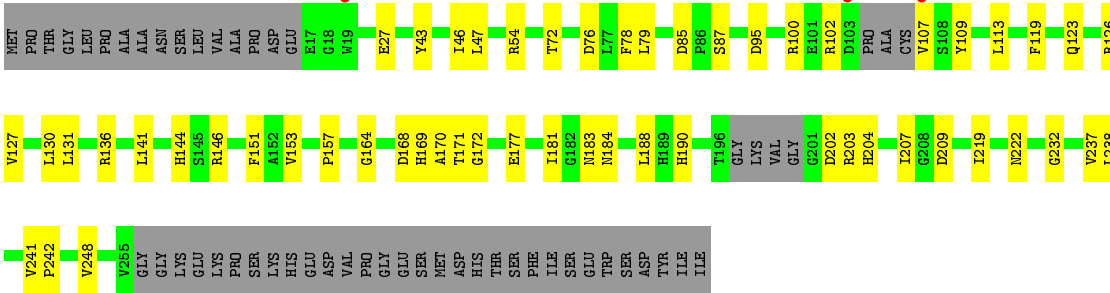 MET PRO THR GLY LEU PRO ALA ALA ASN SER LEU VAL ALA PRO ASP GLU E17 G18 W19 E27 Y43 I46 L47 R54 T72 D76 L77 F78 L79 D85 P86 S87 D95 R100 E101 R102 D103 PRO ALA CYS V107 S108 Y109 L113 F119 Q123
V127 L130 L131 R136 L141 H144 S145 R146 F151 A152 V153 P157 G164 D168 H169 A170 T171 G172 E177 I181 G182 N183 N184 L188 H189 H190 T196 GLY LYS VAL GLY G201 D202 R203 H204 I207 G208 D209 I219 N222 G232 V237
V241 P242 V248 V255 GLY GLY LYS GLU LYS PRO SER LYS HIS GLU ASP VAL PRO GLY GLU SER MET ASP HIS THR SER PHE ILE SER GLU TRP SER ASP TYR ILE ILE